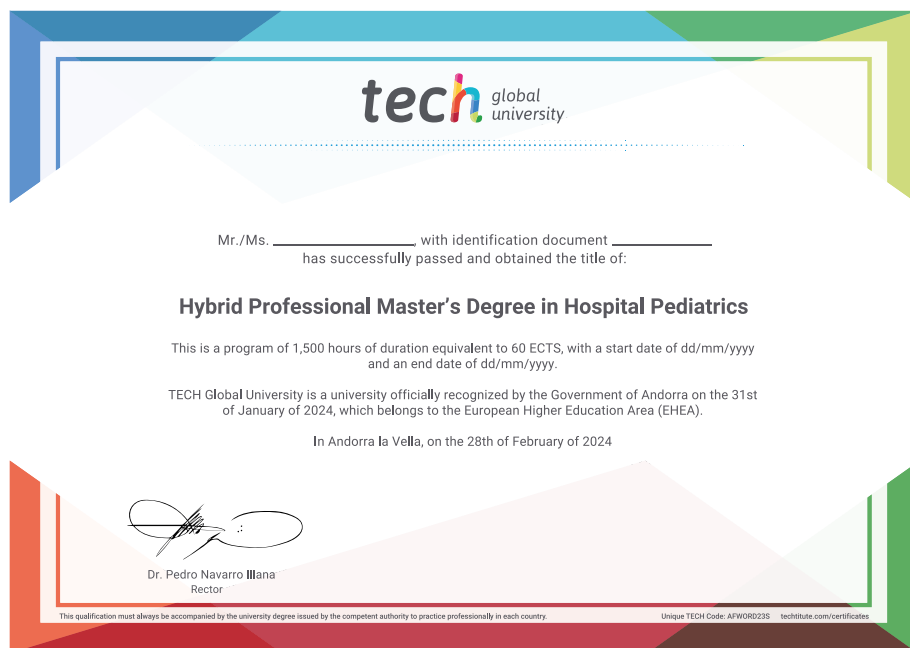 tech global university
Mr./Ms. ____________, with identification document ____________
has successfully passed and obtained the title of:
Hybrid Professional Master’s Degree in Hospital Pediatrics
This is a program of 1,500 hours of duration equivalent to 60 ECTS, with a start date of dd/mm/yyyy
and an end date of dd/mm/yyyy.
TECH Global University is a university officially recognized by the Government of Andorra on the 31st
of January of 2024, which belongs to the European Higher Education Area (EHEA).
In Andorra la Vella, on the 28th of February of 2024
Dr. Pedro Navarro Illana
Rector
This qualification must always be accompanied by the university degree issued by the competent authority to practice professionally in each country. Unique TECH Code: AFWORD23S techtitute.com/certificates